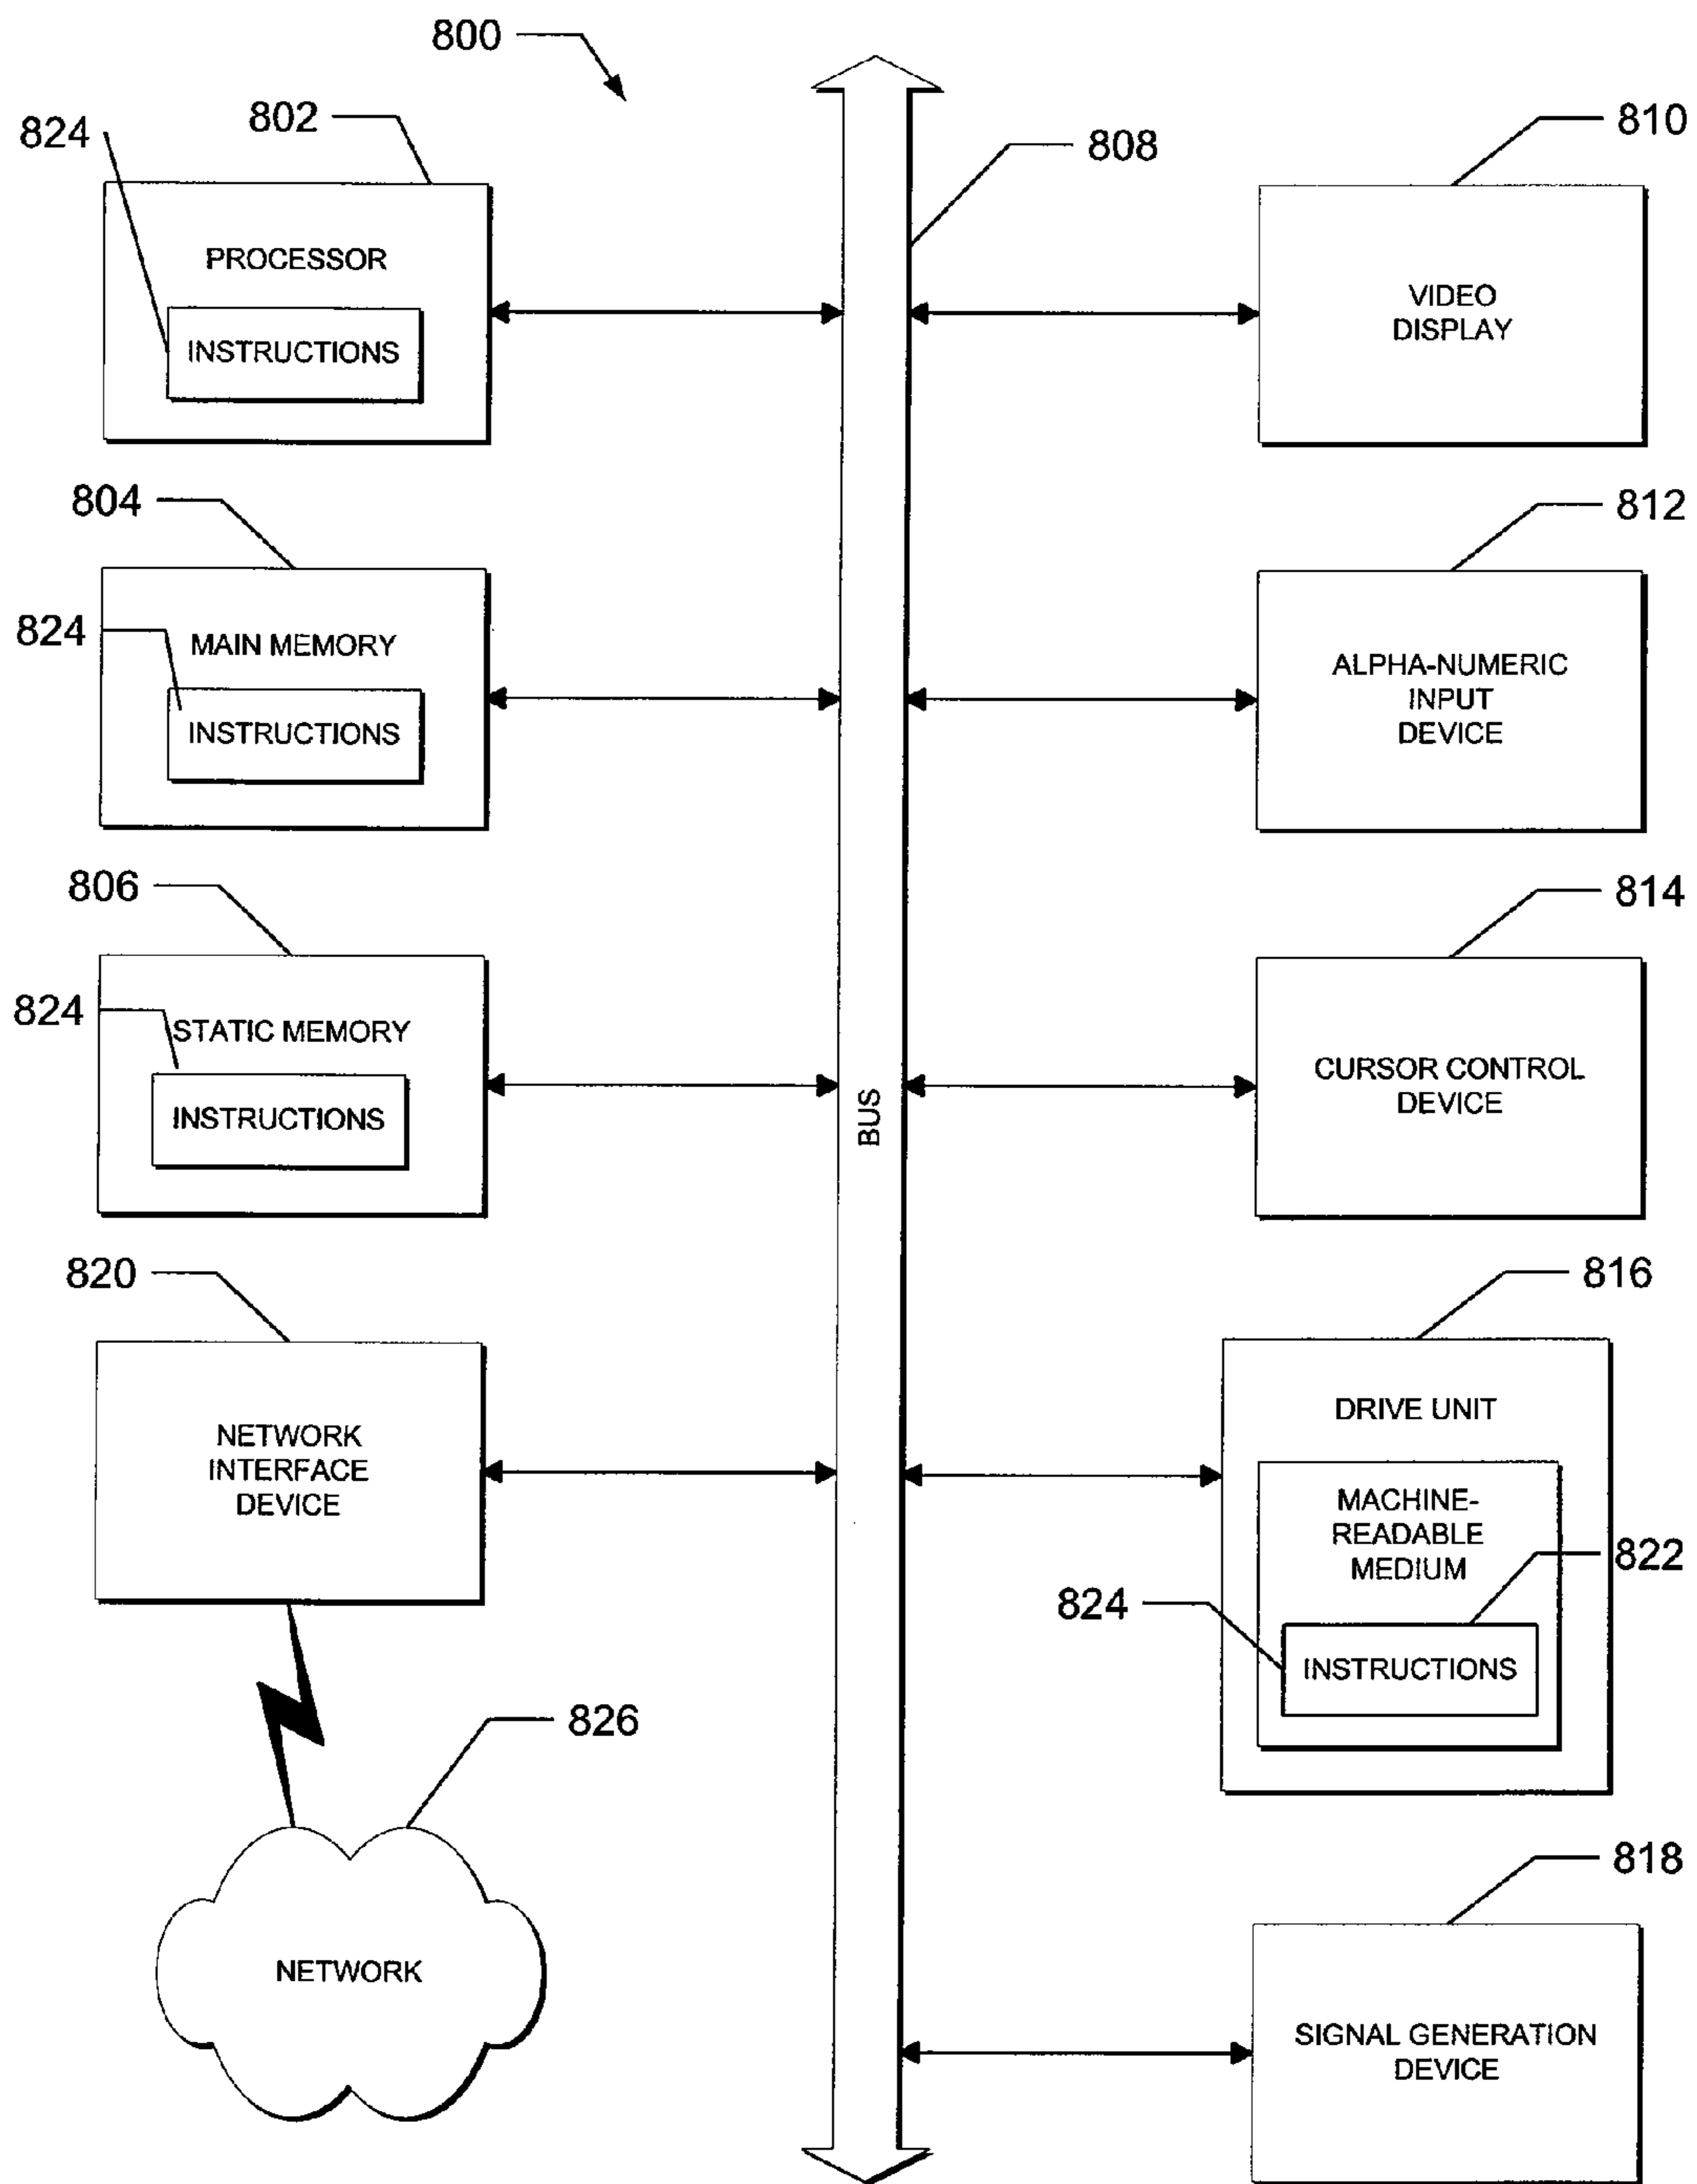 800
802
824
PROCESSOR
INSTRUCTIONS
808
810
VIDEO
DISPLAY
804
824
MAIN MEMORY
INSTRUCTIONS
812
ALPHA-NUMERIC
INPUT
DEVICE
806
824
STATIC MEMORY
INSTRUCTIONS
BUS
814
CURSOR CONTROL
DEVICE
820
NETWORK
INTERFACE
DEVICE
816
DRIVE UNIT
MACHINE-
READABLE
MEDIUM
822
824
INSTRUCTIONS
826
NETWORK
818
SIGNAL GENERATION
DEVICE